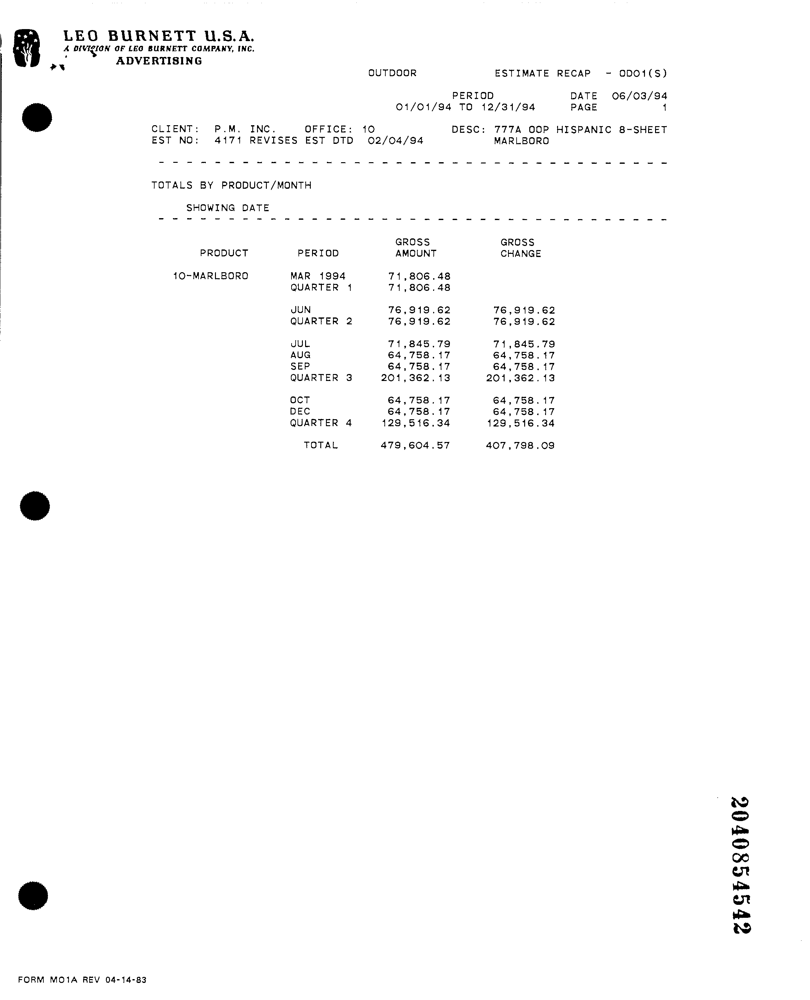 LEO BURNETT U.S.A.
A DIVISION OF LEO BURNETT COMPANY, INC.
ADVERTISING
OUTDOOR ESTIMATE RECAP - OD01(S)
PERIOD DATE 06/03/94
01/01/94 TO 12/31/94 PAGE 1
CLIENT: P.M. INC. OFFICE: 10 DESC: 777A OOP HISPANIC 8-SHEET
EST NO: 4171 REVISES EST DTD 02/04/94 MARLBORO
- - - - - - - - - - - - - - - - - - - - - - - - - - - - - - - - - - - - -
TOTALS BY PRODUCT/MONTH
SHOWING DATE
- - - - - - - - - - - - - - - - - - - - - - - - - - - - - - - - - - - - -
GROSS GROSS
PRODUCT PERIOD AMOUNT CHANGE
10-MARLBORO MAR 1994 71,806.48
QUARTER 1 71,806.48
JUN 76,919.62 76,919.62
QUARTER 2 76,919.62 76,919.62
JUL 71,845.79 71,845.79
AUG 64,758.17 64,758.17
SEP 64,758.17 64,758.17
QUARTER 3 201,362.13 201,362.13
OCT 64,758.17 64,758.17
DEC 64,758.17 64,758.17
QUARTER 4 129,516.34 129,516.34
TOTAL 479,604.57 407,798.09
2040854542
FORM M01A REV 04-14-83